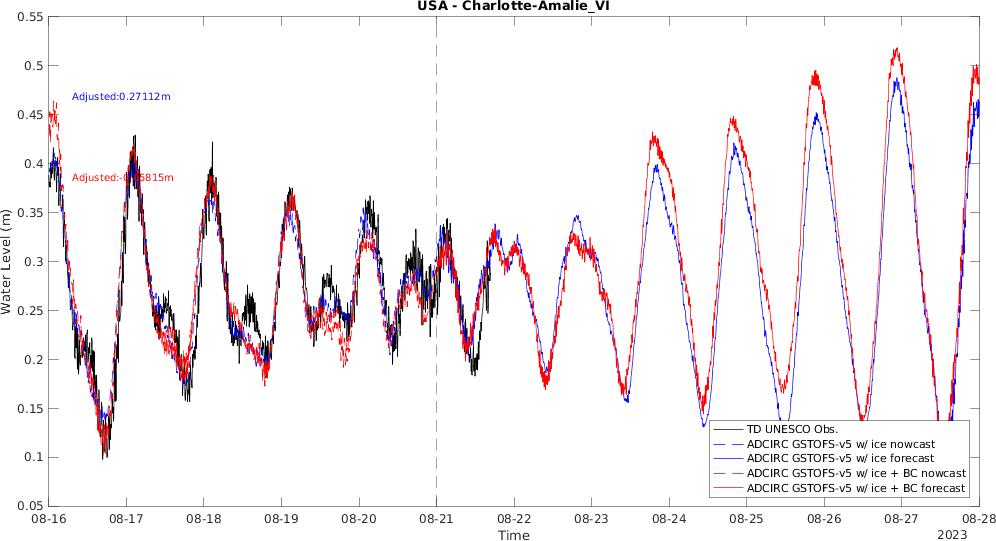 USA - Charlotte-Amalie_VI
0.55
0.5
0.45
0.4
0.35
0.3
0.25
0.2
0.15
0.1
0.05
Water Level (m)
Adjusted:0.27112m
TD UNESCO Obs.
ADCIRC GSTOFS-v5 w/ ice nowcast
ADCIRC GSTOFS-v5 w/ ice forecast
ADCIRC GSTOFS-v5 w/ ice + BC nowcast
ADCIRC GSTOFS-v5 w/ ice + BC forecast
08-16 08-17 08-18 08-19 08-20 08-21 08-22 08-23 08-24 08-25 08-26 08-27 08-28
Time
2023